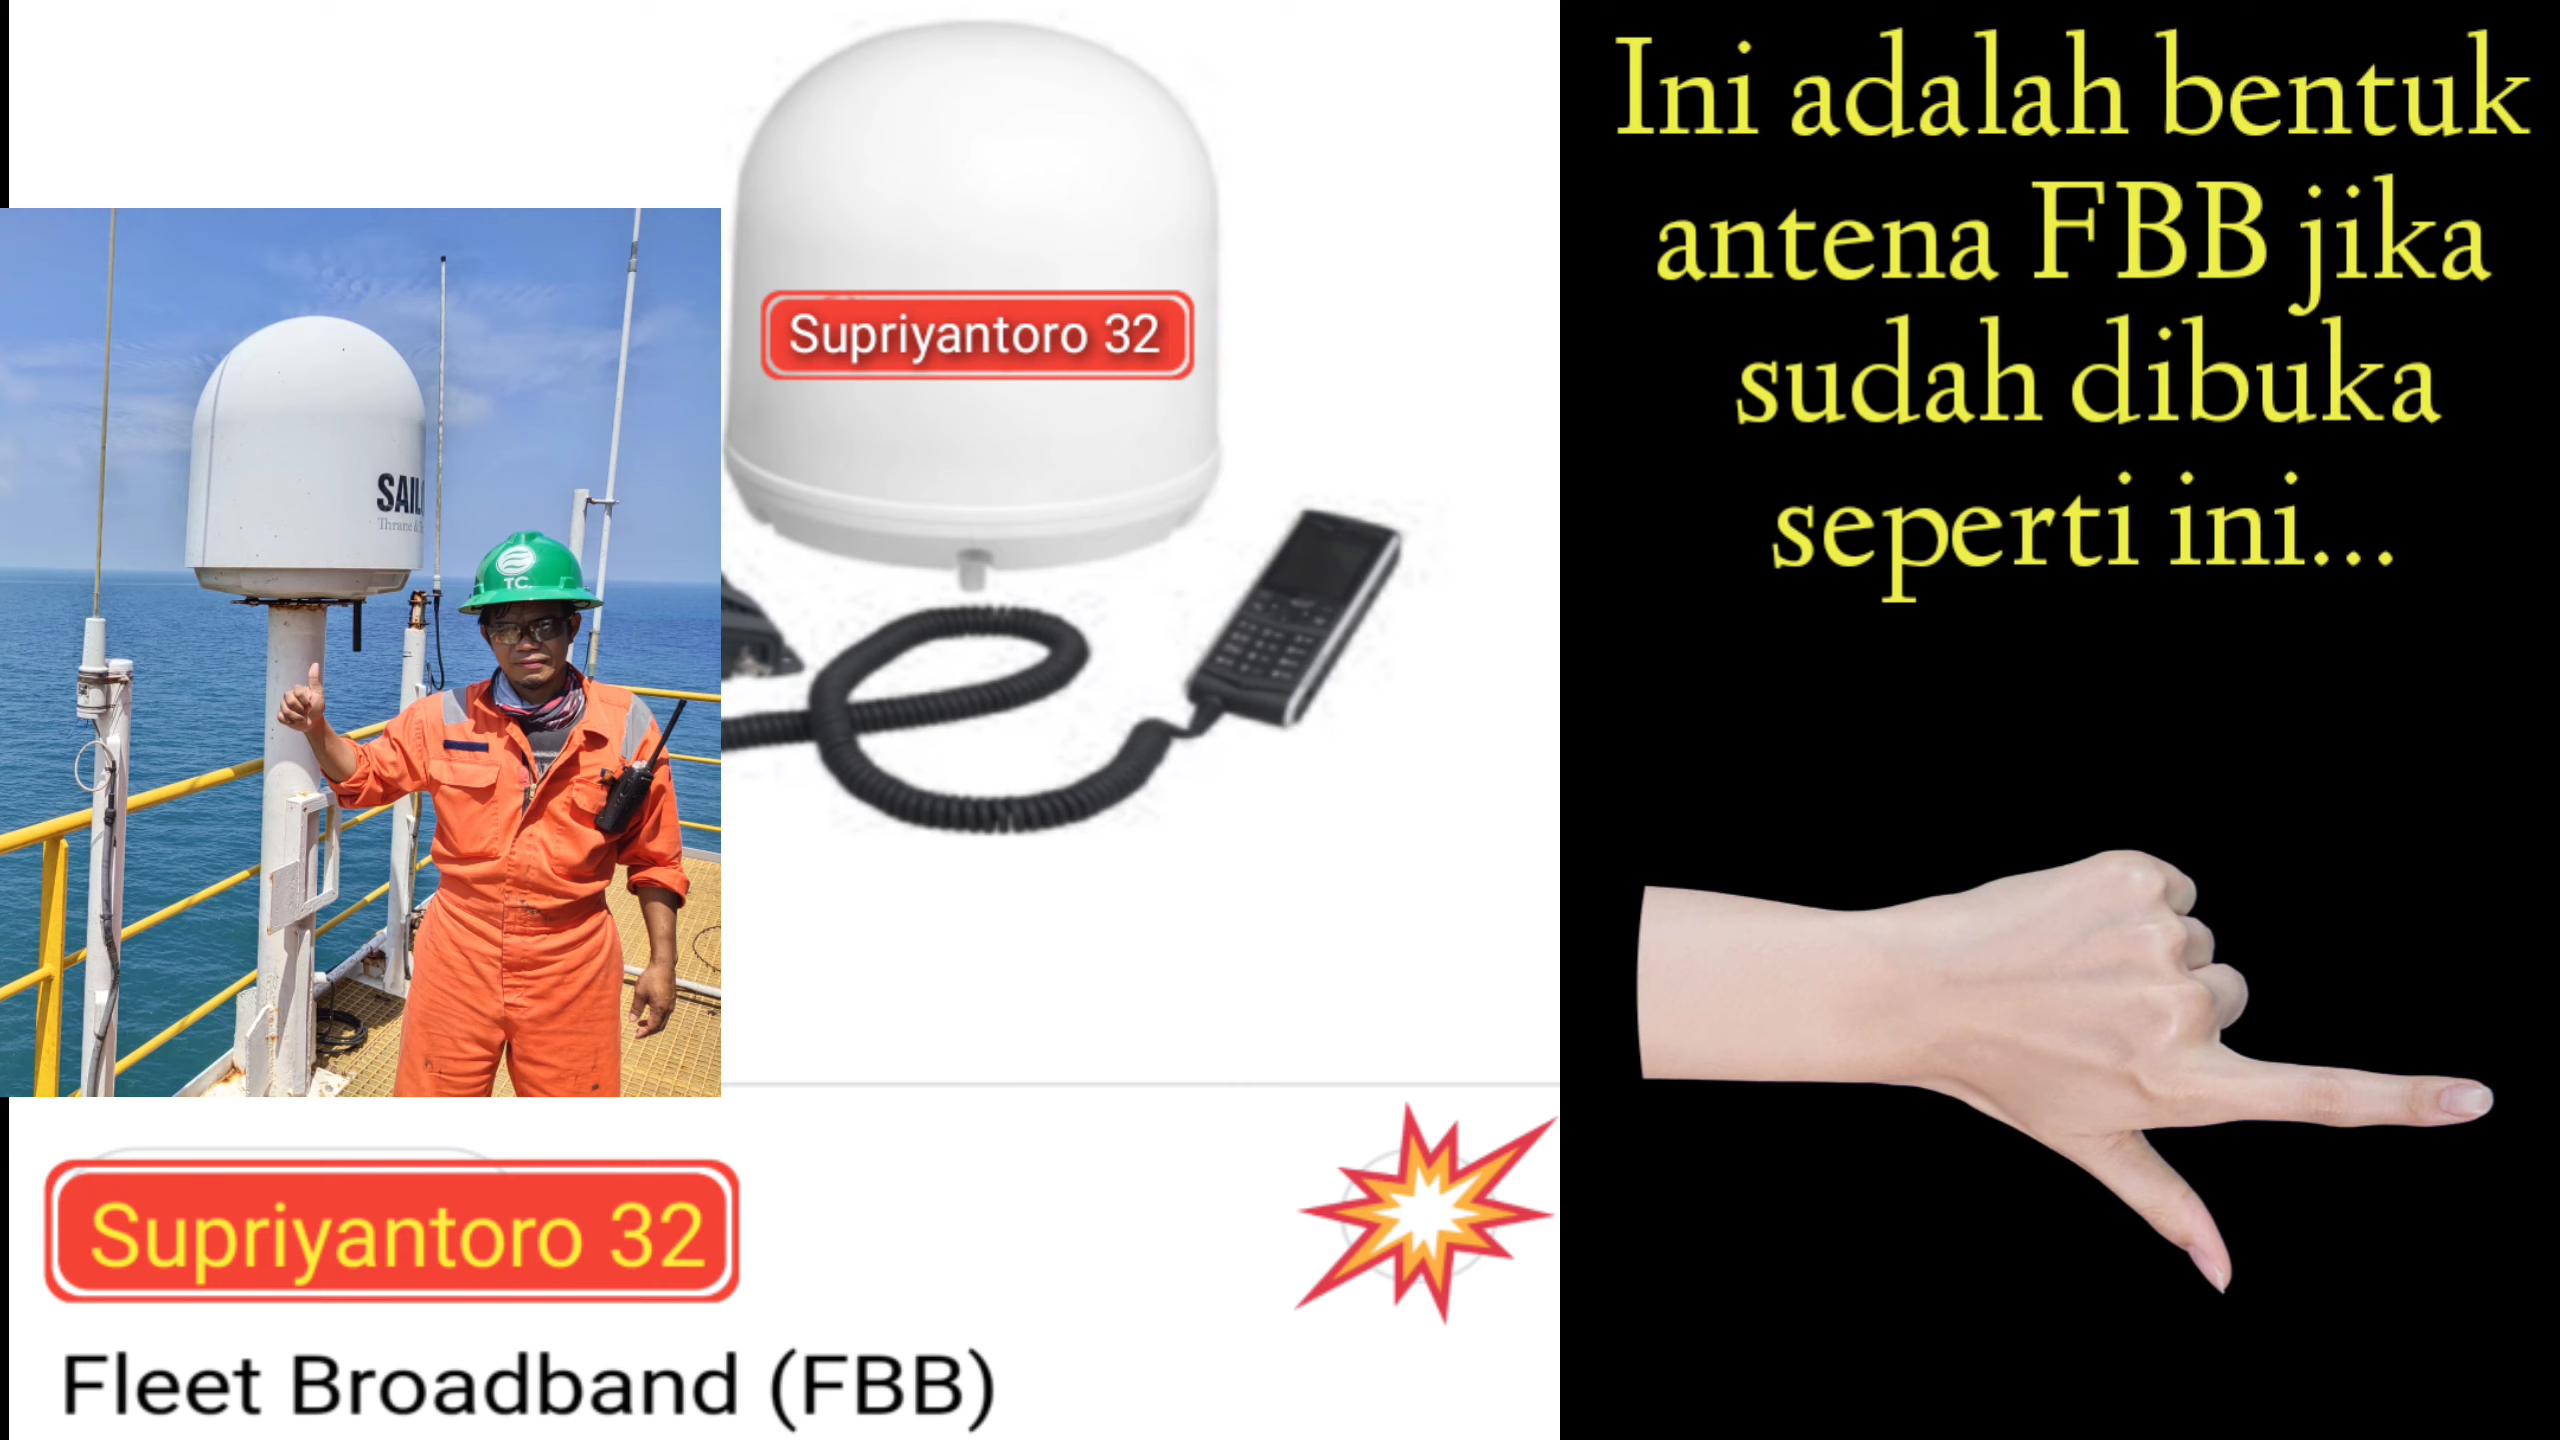 Ini adalah bentuk
antena FBB jika
sudah dibuka
seperti ini...
Supriyantoro 32
SAIL
Thrane &
TC
Supriyantoro 32
Fleet Broadband (FBB)